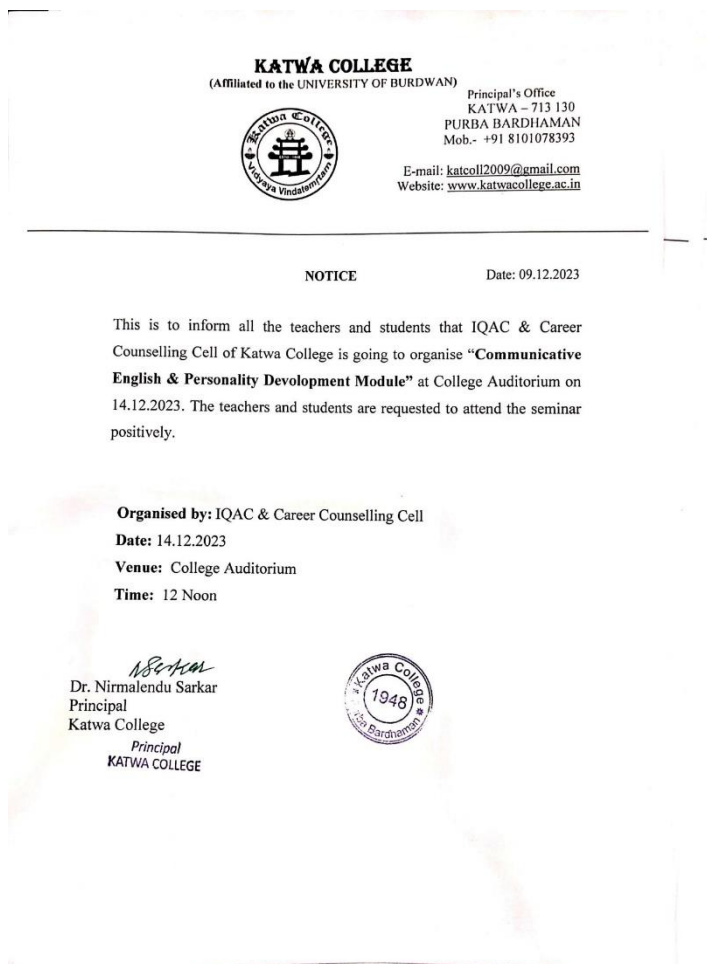 KATWA COLLEGE
(Affiliated to the UNIVERSITY OF BURDWAN)
Principal's Office
KATWA – 713 130
PURBA BARDHAMAN
Mob.- +91 8101078393
E-mail: katcoll2009@gmail.com
Website: www.katwacollege.ac.in
Katwa College
Vidyaya Vindatemrtam
NOTICE Date: 09.12.2023
This is to inform all the teachers and students that IQAC & Career
Counselling Cell of Katwa College is going to organise “Communicative
English & Personality Devolopment Module” at College Auditorium on
14.12.2023. The teachers and students are requested to attend the seminar
positively.
Organised by: IQAC & Career Counselling Cell
Date: 14.12.2023
Venue: College Auditorium
Time: 12 Noon
NSarkar
Dr. Nirmalendu Sarkar
Principal
Katwa College
Principal
KATWA COLLEGE
Katwa College
1948
Bardhaman